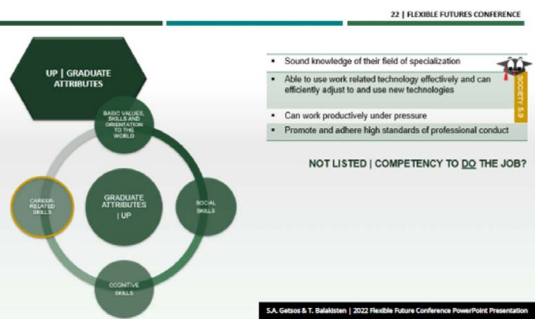 22 | FLEXIBLE FUTURES CONFERENCE
UP | GRADUATE
ATTRIBUTES
BASIC VALUES,
SKILLS AND
ORIENTATION
TO THE
WORLD
CAREER-
RELATED
SKILLS
GRADUATE
ATTRIBUTES
| UP
SOCIAL
SKILLS
COGNITIVE
SKILLS
▪ Sound knowledge of their field of specialization
▪ Able to use work related technology effectively and can
efficiently adjust to and use new technologies
▪ Can work productively under pressure
▪ Promote and adhere high standards of professional conduct
SOCIETY 5.0
NOT LISTED | COMPETENCY TO DO THE JOB?
S.A. Getsos & T. Balakisten | 2022 Flexible Future Conference PowerPoint Presentation